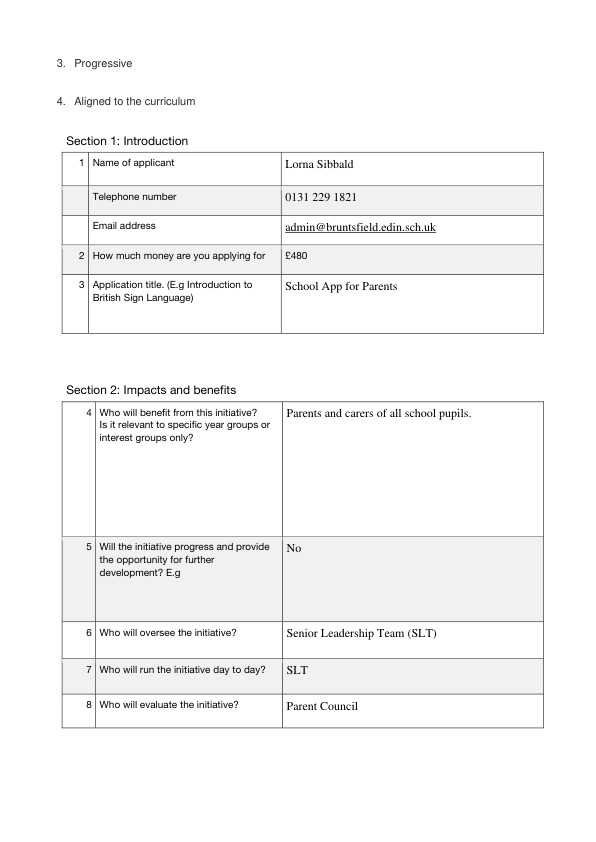 3. Progressive
4. Aligned to the curriculum
Section 1: Introduction
1 Name of applicant Lorna Sibbald
Telephone number 0131 229 1821
Email address admin@bruntsfield.edin.sch.uk
2 How much money are you applying for £480
3 Application title. (E.g Introduction to School App for Parents
British Sign Language)
Section 2: Impacts and benefits
4 Who will benefit from this initiative? Parents and carers of all school pupils.
Is it relevant to specific year groups or
interest groups only?
5 Will the initiative progress and provide No
the opportunity for further
development? E.g
6 Who will oversee the initiative? Senior Leadership Team (SLT)
7 Who will run the initiative day to day? SLT
8 Who will evaluate the initiative? Parent Council